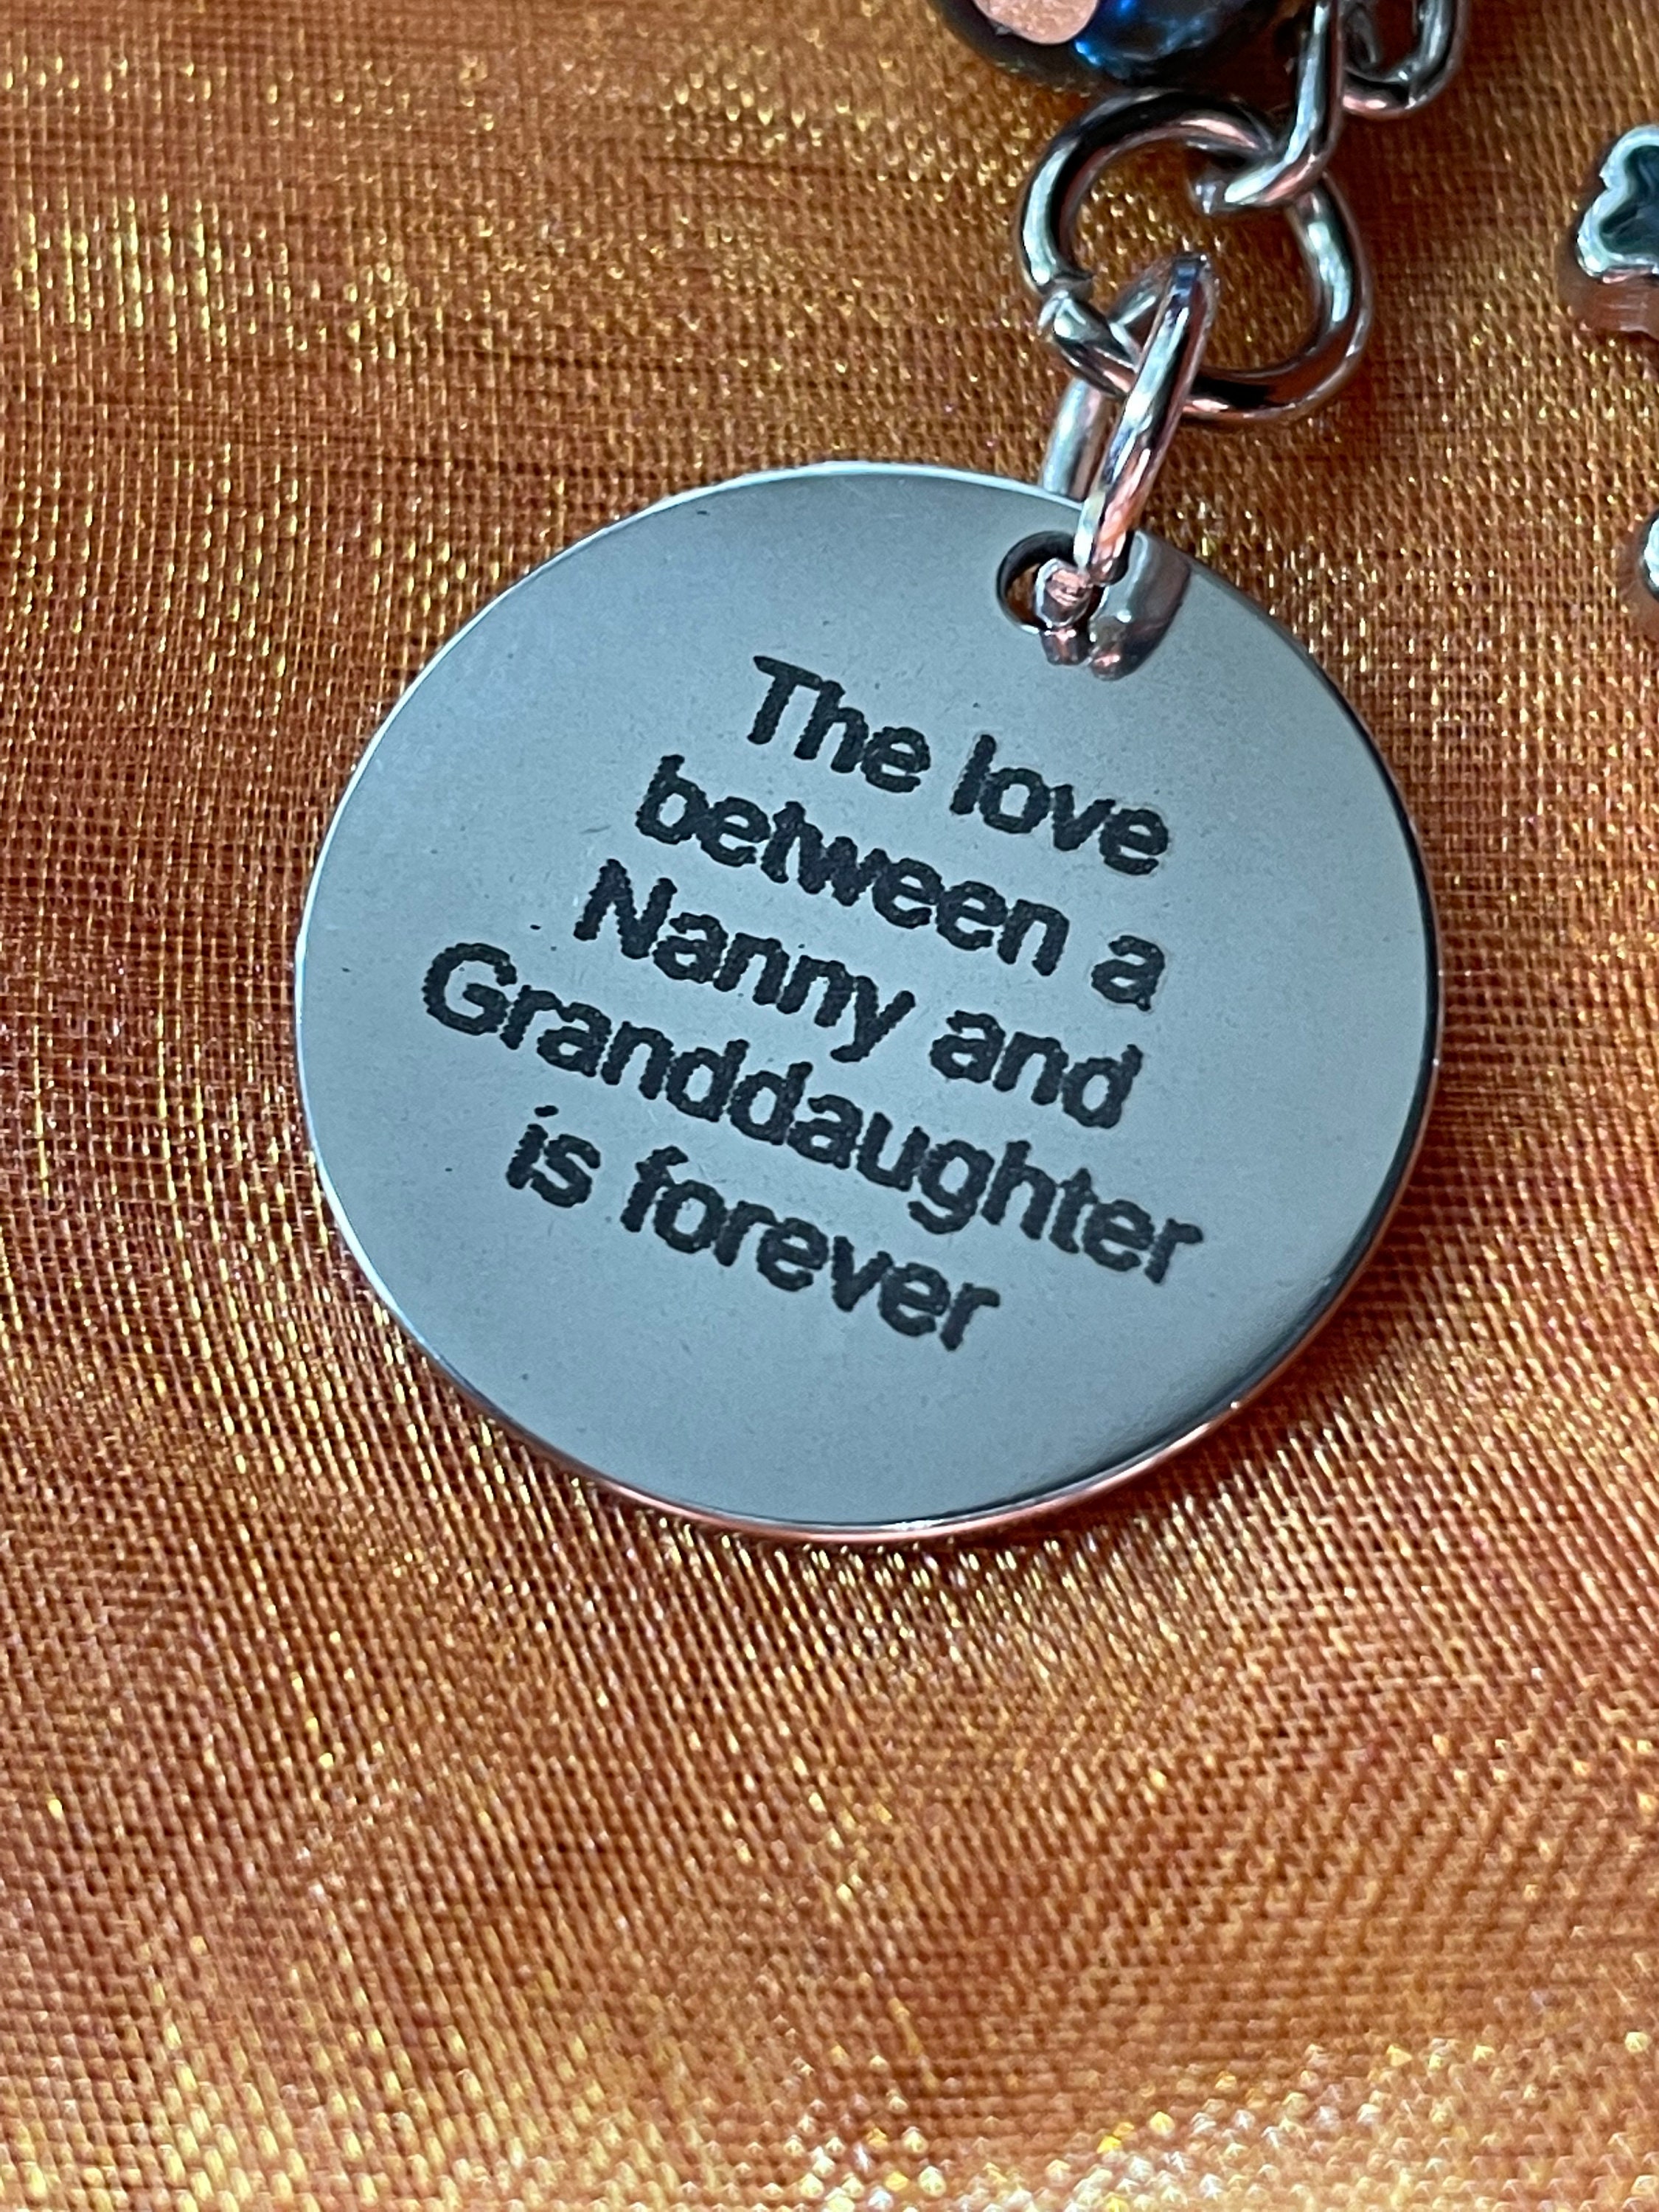 The love
between a
Nanny and
Granddaughter
is forever